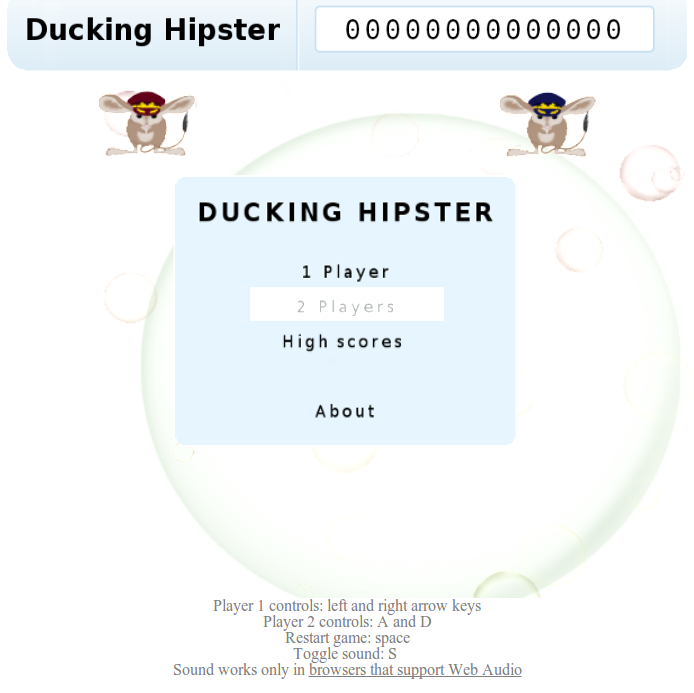 Ducking Hipster
00000000000000
DUCKING HIPSTER
1 Player
2 Players
High scores
About
Player 1 controls: left and right arrow keys
Player 2 controls: A and D
Restart game: space
Toggle sound: S
Sound works only in browsers that support Web Audio